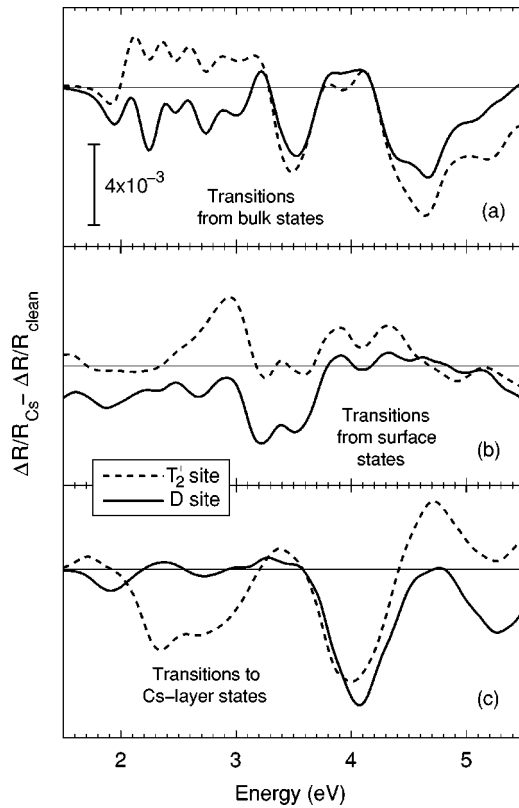 4x10⁻³
Transitions
from bulk states
(a)
ΔR/R_Cs – ΔR/R_clean
Transitions
from surface
states
(b)
T₂' site
D site
Transitions to
Cs–layer states
(c)
2 3 4 5
Energy (eV)